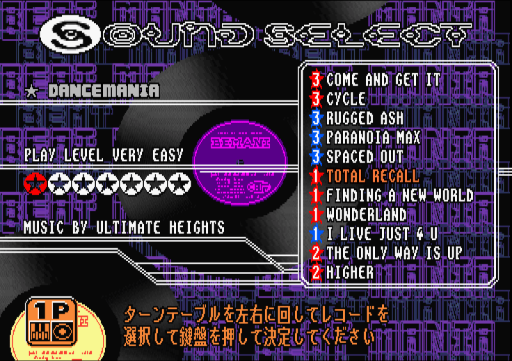 SOUND SELECT
★ DANCEMANIA
PLAY LEVEL VERY EASY
MUSIC BY ULTIMATE HEIGHTS
BEMANI
3 COME AND GET IT
3 CYCLE
3 RUGGED ASH
3 PARANOIA MAX
3 SPACED OUT
1 TOTAL RECALL
1 FINDING A NEW WORLD
1 WONDERLAND
1 I LIVE JUST 4 U
2 THE ONLY WAY IS UP
2 HIGHER
1P
ターンテーブルを左右に回してレコードを
選択して鍵盤を押して決定してください